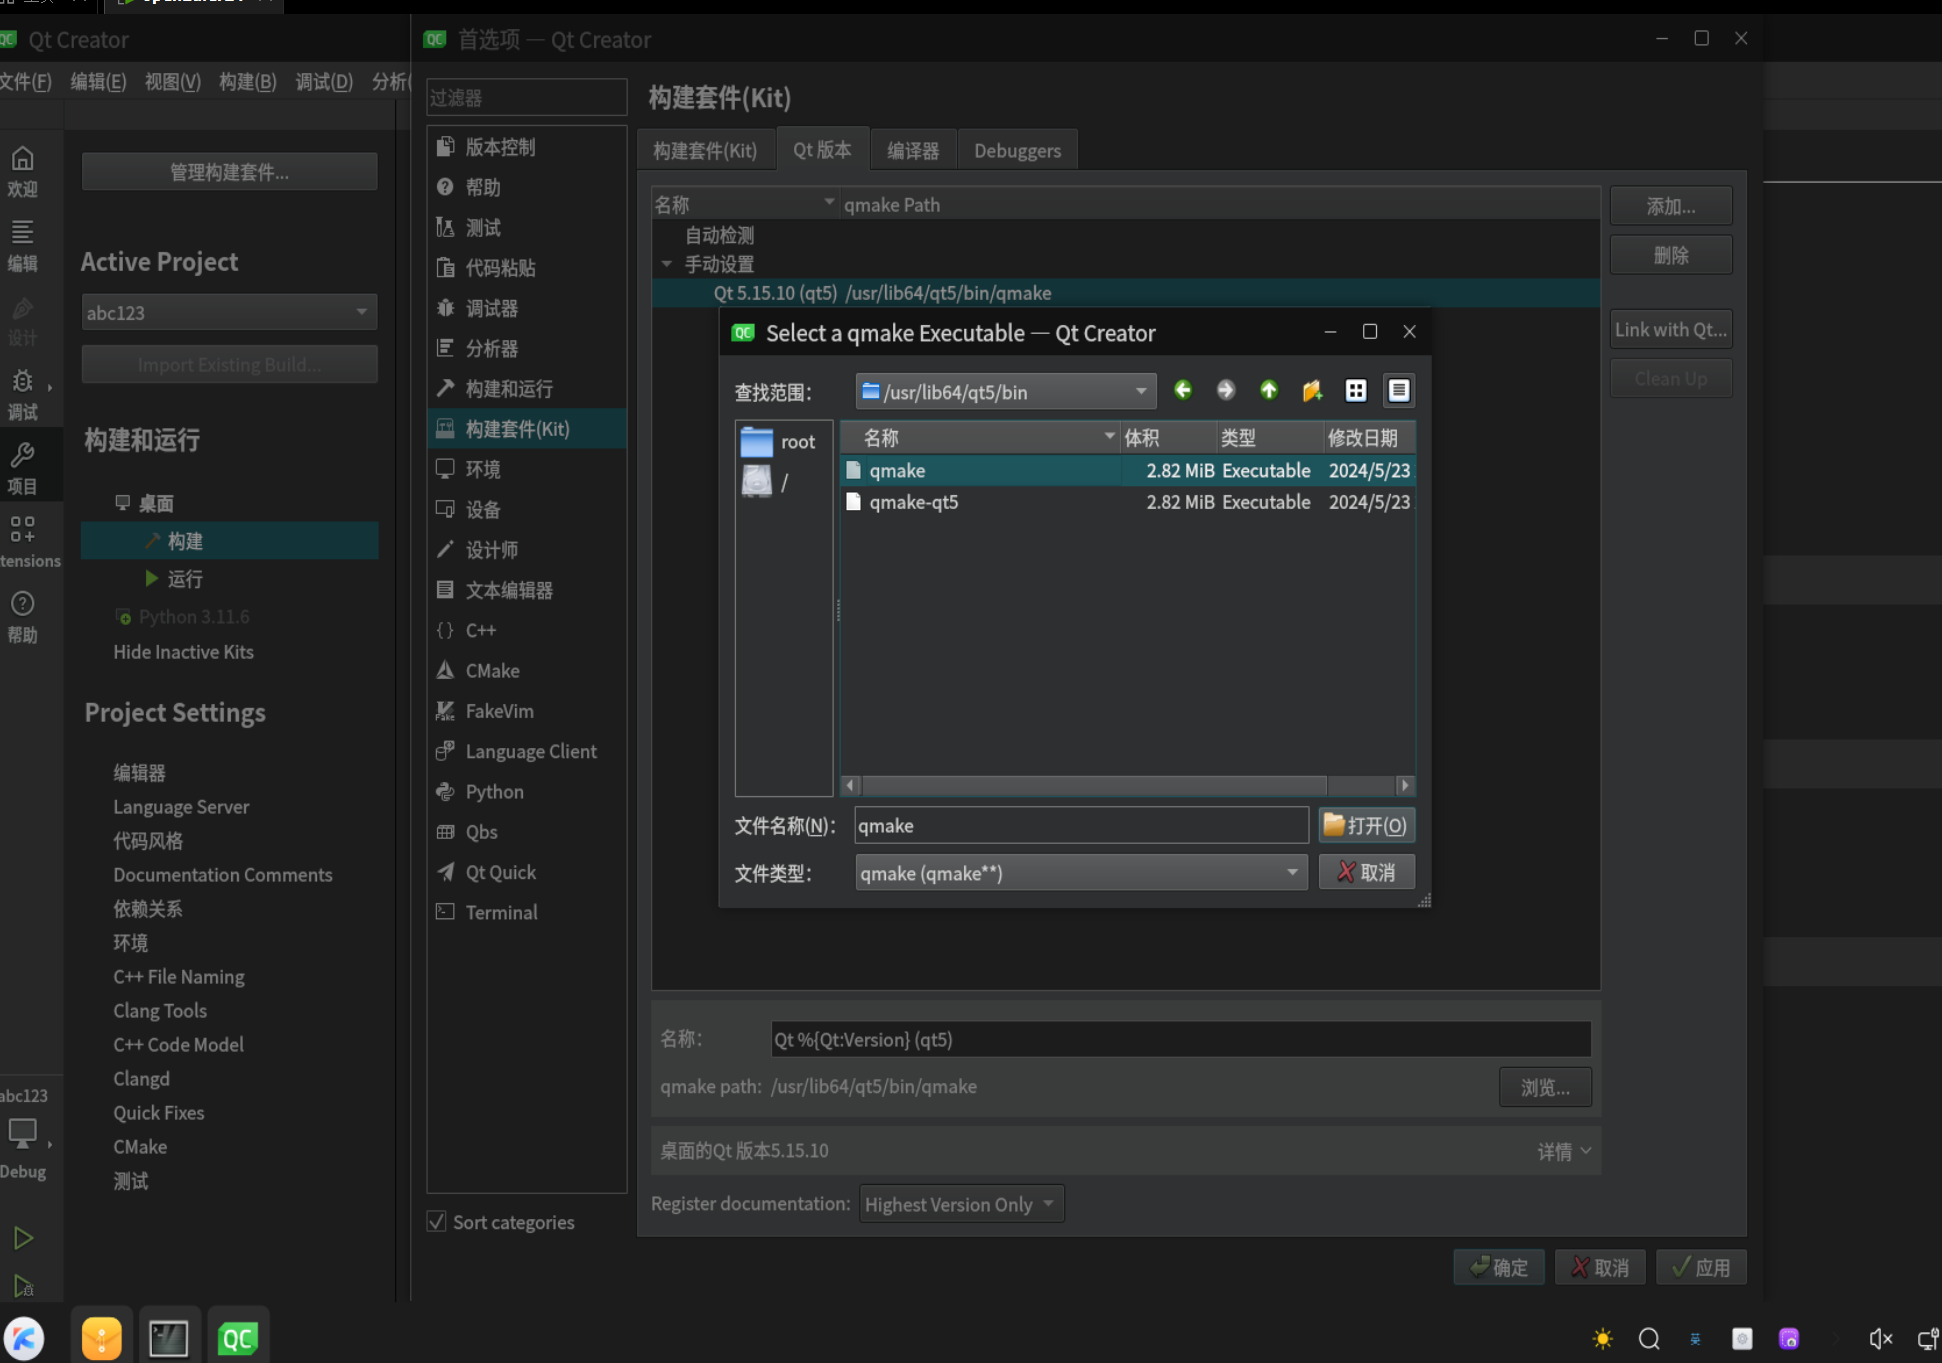 Qt Creator
首选项 — Qt Creator
文件(F) 编辑(E) 视图(V) 构建(B) 调试(D) 分析(
欢迎
编辑
设计
调试
项目
tensions
帮助
abc123
Debug
管理构建套件...
Active Project
abc123
Import Existing Build...
构建和运行
桌面
构建
运行
Python 3.11.6
Hide Inactive Kits
Project Settings
编辑器
Language Server
代码风格
Documentation Comments
依赖关系
环境
C++ File Naming
Clang Tools
C++ Code Model
Clangd
Quick Fixes
CMake
测试
过滤器
版本控制
帮助
测试
代码粘贴
调试器
分析器
构建和运行
构建套件(Kit)
环境
设备
设计师
文本编辑器
C++
CMake
FakeVim
Language Client
Python
Qbs
Qt Quick
Terminal
Sort categories
构建套件(Kit)
构建套件(Kit) Qt 版本 编译器 Debuggers
名称 qmake Path
自动检测
手动设置
Qt 5.15.10 (qt5) /usr/lib64/qt5/bin/qmake
添加...
删除
Link with Qt...
Clean Up
Select a qmake Executable — Qt Creator
查找范围: /usr/lib64/qt5/bin
root
/
名称 体积 类型 修改日期
qmake 2.82 MiB Executable 2024/5/23
qmake-qt5 2.82 MiB Executable 2024/5/23
文件名称(N): qmake 打开(O)
文件类型: qmake (qmake**) 取消
名称: Qt %{Qt:Version} (qt5)
qmake path: /usr/lib64/qt5/bin/qmake 浏览...
桌面的Qt 版本5.15.10 详情
Register documentation: Highest Version Only
确定 取消 应用
QC
英